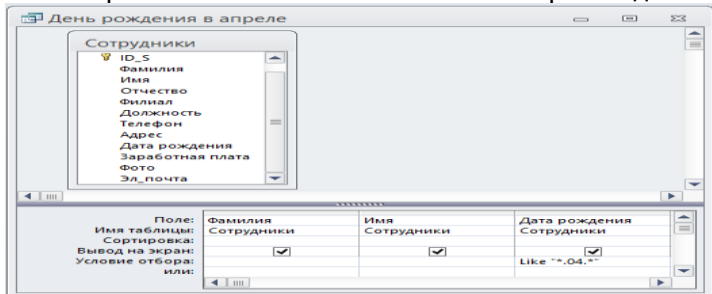 День рождения в апреле
Сотрудники
ID_S
Фамилия
Имя
Отчество
Филиал
Должность
Телефон
Адрес
Дата рождения
Заработная плата
Фото
Эл_почта
Поле: Фамилия Имя Дата рождения
Имя таблицы: Сотрудники Сотрудники Сотрудники
Сортировка:
Вывод на экран:
Условие отбора: Like "*.04.*"
или: